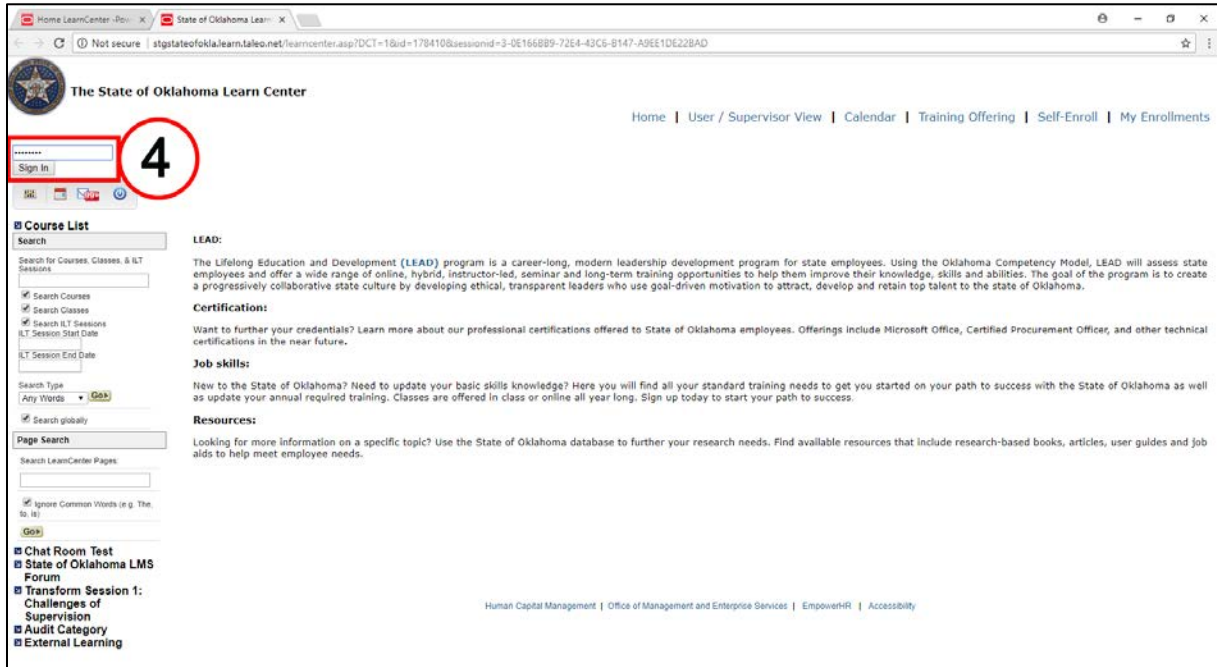 Home LearnCenter -Pow
State of Oklahoma Learn
Not secure | stgstateofokla.learn.taleo.net/learncenter.asp?DCT=1&id=178410&sessionid=3-0E166BB9-72E4-43C6-B147-A9EE1DE22BAD
The State of Oklahoma Learn Center
Home | User / Supervisor View | Calendar | Training Offering | Self-Enroll | My Enrollments
········
Sign In
4
99+
Course List
Search
Search for Courses, Classes, & ILT
Sessions
Search Courses
Search Classes
Search ILT Sessions
ILT Session Start Date
ILT Session End Date
Search Type
Any Words Go
Search globally
Page Search
Search LearnCenter Pages:
Ignore Common Words (e.g. The,
to, is)
Go
Chat Room Test
State of Oklahoma LMS
Forum
Transform Session 1:
Challenges of
Supervision
Audit Category
External Learning
LEAD:
The Lifelong Education and Development (LEAD) program is a career-long, modern leadership development program for state employees. Using the Oklahoma Competency Model, LEAD will assess state
employees and offer a wide range of online, hybrid, instructor-led, seminar and long-term training opportunities to help them improve their knowledge, skills and abilities. The goal of the program is to create
a progressively collaborative state culture by developing ethical, transparent leaders who use goal-driven motivation to attract, develop and retain top talent to the state of Oklahoma.
Certification:
Want to further your credentials? Learn more about our professional certifications offered to State of Oklahoma employees. Offerings include Microsoft Office, Certified Procurement Officer, and other technical
certifications in the near future.
Job skills:
New to the State of Oklahoma? Need to update your basic skills knowledge? Here you will find all your standard training needs to get you started on your path to success with the State of Oklahoma as well
as update your annual required training. Classes are offered in class or online all year long. Sign up today to start your path to success.
Resources:
Looking for more information on a specific topic? Use the State of Oklahoma database to further your research needs. Find available resources that include research-based books, articles, user guides and job
aids to help meet employee needs.
Human Capital Management | Office of Management and Enterprise Services | EmpowerHR | Accessibility